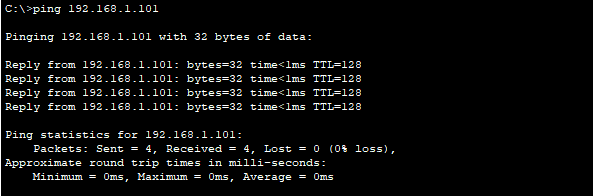 C:\>ping 192.168.1.101
Pinging 192.168.1.101 with 32 bytes of data:
Reply from 192.168.1.101: bytes=32 time<1ms TTL=128
Reply from 192.168.1.101: bytes=32 time<1ms TTL=128
Reply from 192.168.1.101: bytes=32 time<1ms TTL=128
Reply from 192.168.1.101: bytes=32 time<1ms TTL=128
Ping statistics for 192.168.1.101:
    Packets: Sent = 4, Received = 4, Lost = 0 (0% loss),
Approximate round trip times in milli-seconds:
    Minimum = 0ms, Maximum = 0ms, Average = 0ms